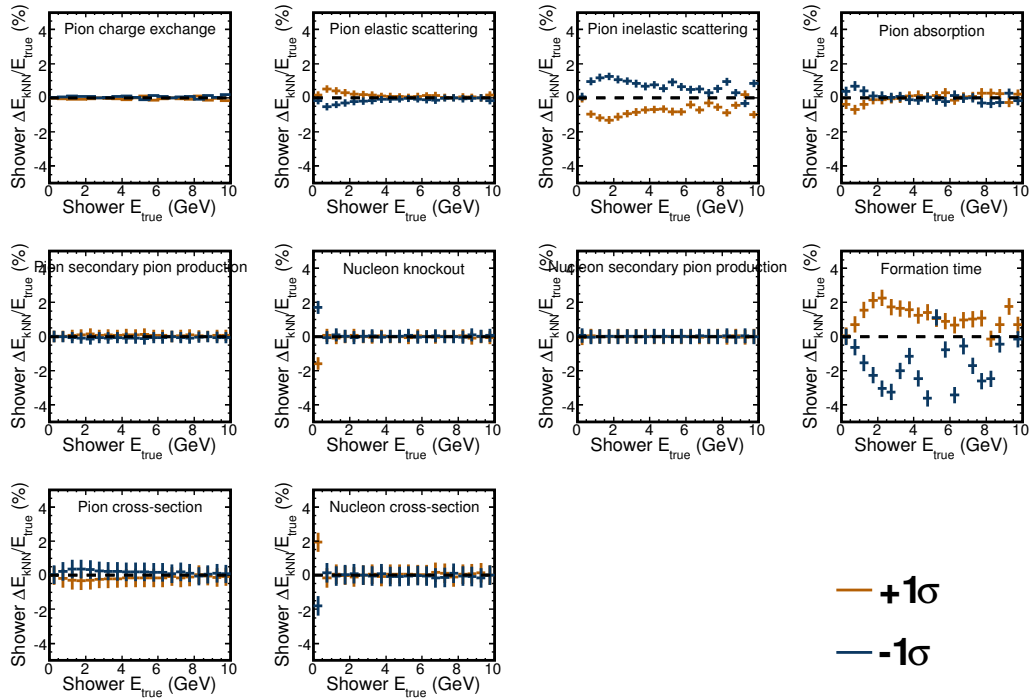 Shower ΔE_kNN/E_true (%)
4
2
0
-2
-4
Pion charge exchange
0 2 4 6 8 10
Shower E_true (GeV)
Shower ΔE_kNN/E_true (%)
4
2
0
-2
-4
Pion elastic scattering
0 2 4 6 8 10
Shower E_true (GeV)
Shower ΔE_kNN/E_true (%)
4
2
0
-2
-4
Pion inelastic scattering
0 2 4 6 8 10
Shower E_true (GeV)
Shower ΔE_kNN/E_true (%)
4
2
0
-2
-4
Pion absorption
0 2 4 6 8 10
Shower E_true (GeV)
Shower ΔE_kNN/E_true (%)
4
2
0
-2
-4
Pion secondary pion production
0 2 4 6 8 10
Shower E_true (GeV)
Shower ΔE_kNN/E_true (%)
4
2
0
-2
-4
Nucleon knockout
0 2 4 6 8 10
Shower E_true (GeV)
Shower ΔE_kNN/E_true (%)
4
2
0
-2
-4
Nucleon secondary pion production
0 2 4 6 8 10
Shower E_true (GeV)
Shower ΔE_kNN/E_true (%)
4
2
0
-2
-4
Formation time
0 2 4 6 8 10
Shower E_true (GeV)
Shower ΔE_kNN/E_true (%)
4
2
0
-2
-4
Pion cross-section
0 2 4 6 8 10
Shower E_true (GeV)
Shower ΔE_kNN/E_true (%)
4
2
0
-2
-4
Nucleon cross-section
0 2 4 6 8 10
Shower E_true (GeV)
+1σ
-1σ